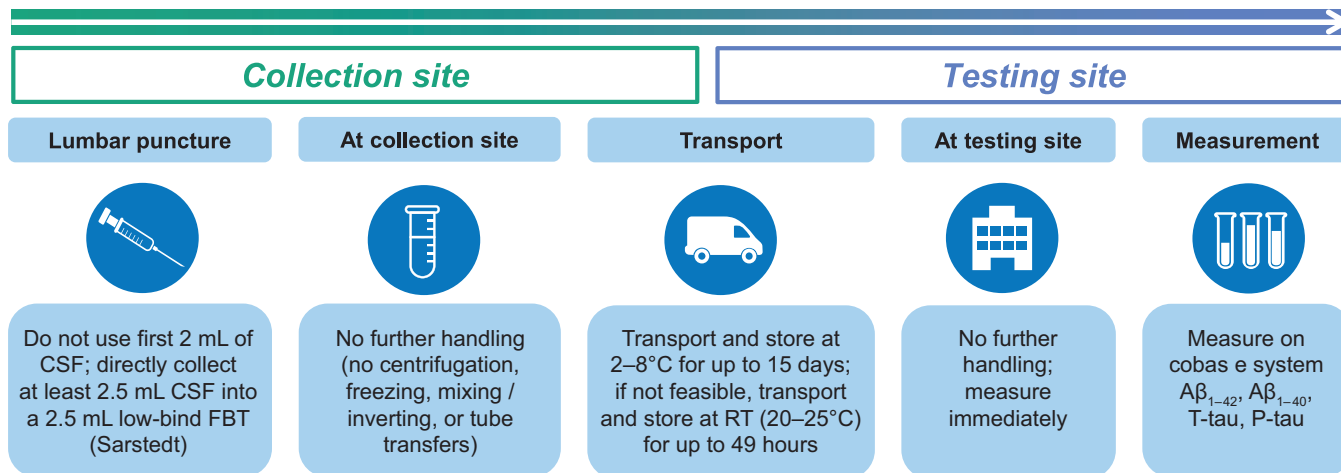 Collection site
Testing site
Lumbar puncture
At collection site
Transport
At testing site
Measurement
Do not use first 2 mL of
CSF; directly collect
at least 2.5 mL CSF into
a 2.5 mL low-bind FBT
(Sarstedt)
No further handling
(no centrifugation,
freezing, mixing /
inverting, or tube
transfers)
Transport and store at
2–8°C for up to 15 days;
if not feasible, transport
and store at RT (20–25°C)
for up to 49 hours
No further
handling;
measure
immediately
Measure on
cobas e system
Aβ₁₋₄₂, Aβ₁₋₄₀,
T-tau, P-tau